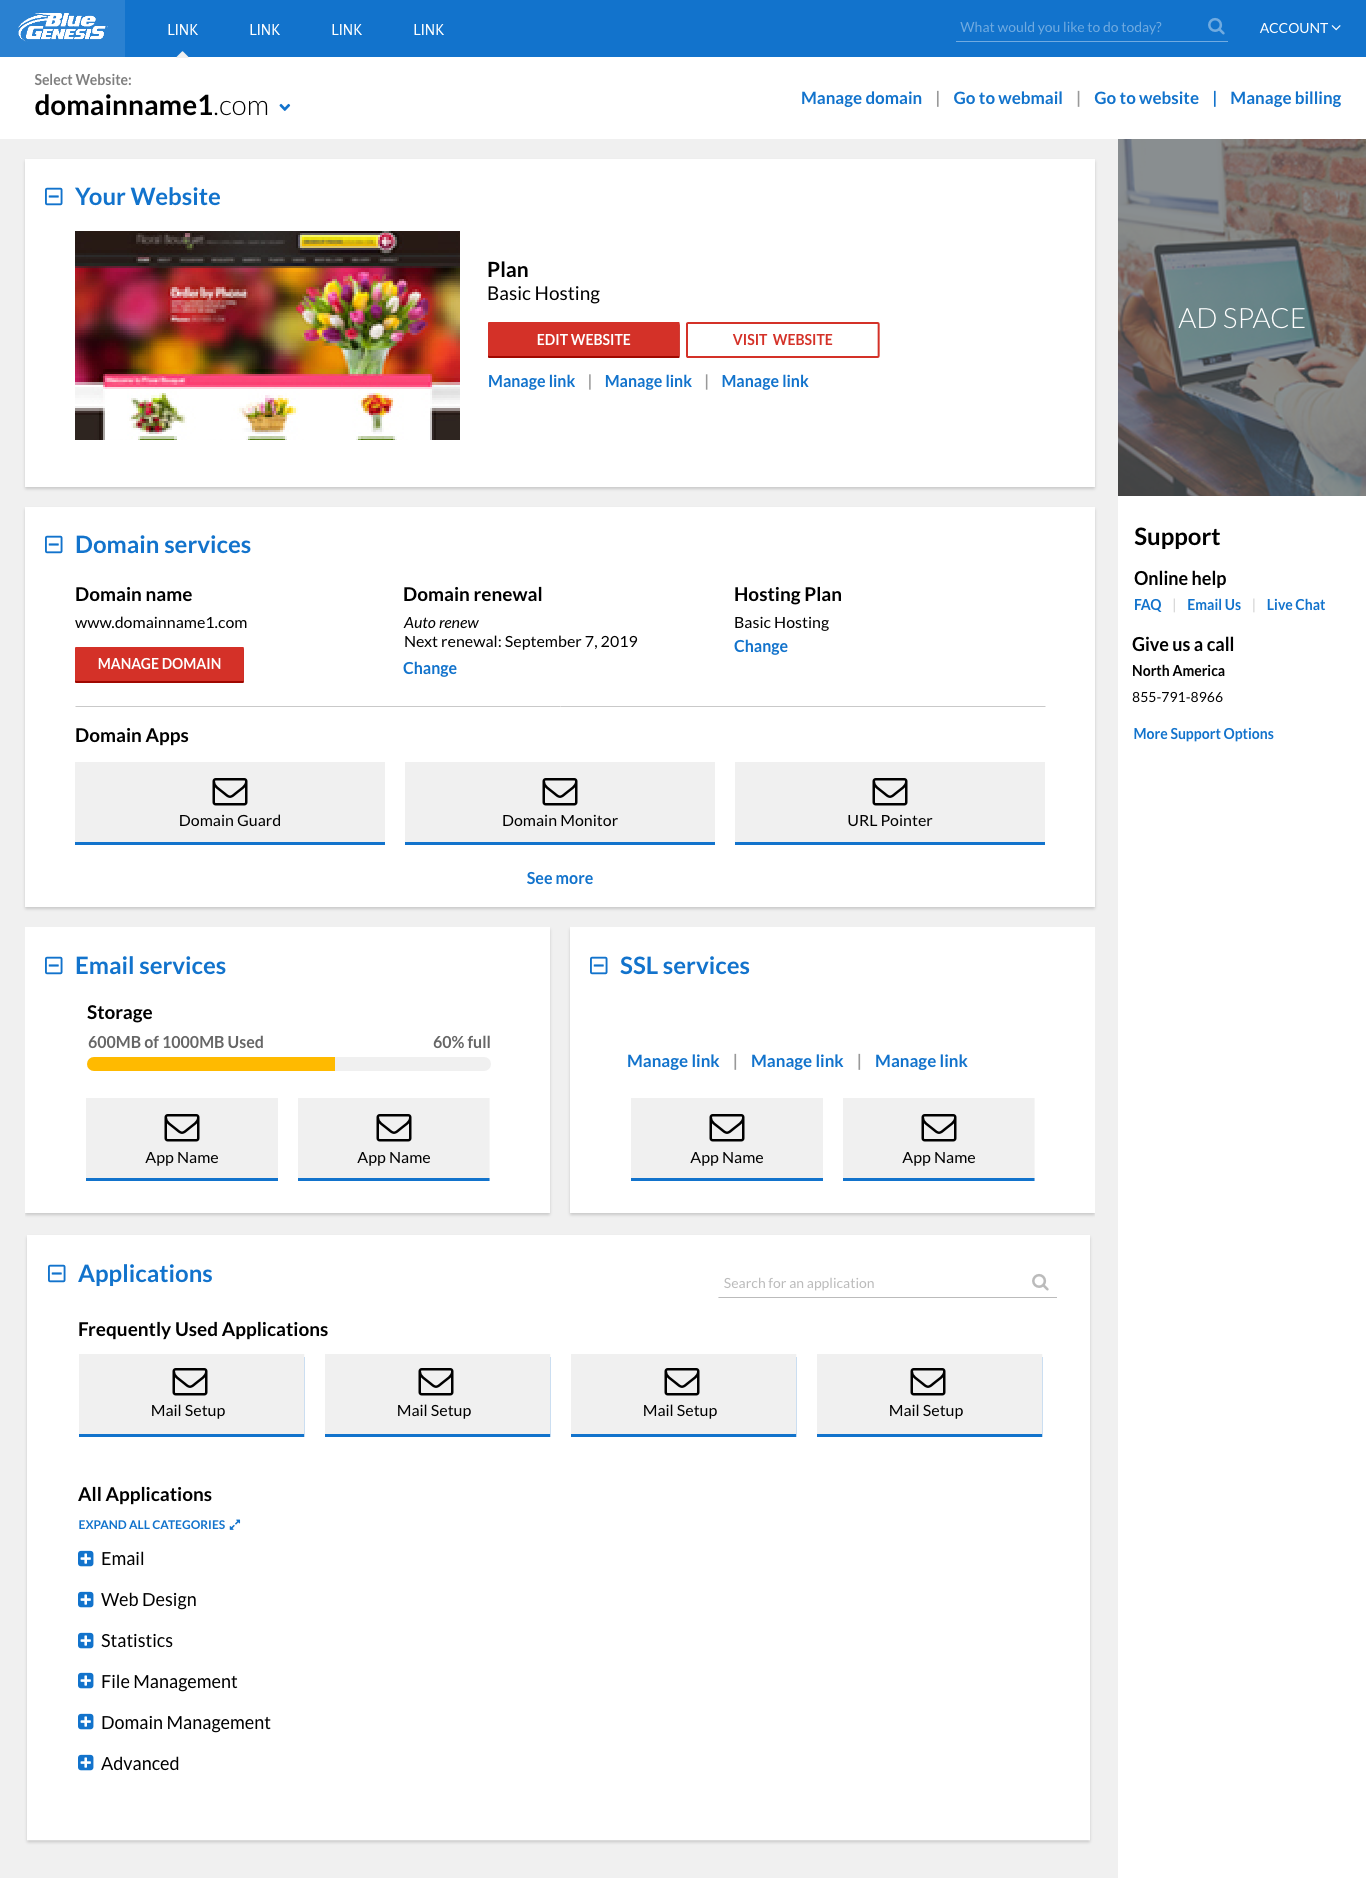 Blue
GENESIS
LINK LINK LINK LINK
What would you like to do today?
ACCOUNT
Select Website:
domainname1.com
Manage domain | Go to webmail | Go to website | Manage billing
Your Website
Floral Bouquet
Order by Phone
Welcome to Floral Bouquet
Plan
Basic Hosting
EDIT WEBSITE
VISIT WEBSITE
Manage link | Manage link | Manage link
AD SPACE
Support
Online help
FAQ | Email Us | Live Chat
Give us a call
North America
855-791-8966
More Support Options
Domain services
Domain name
www.domainname1.com
MANAGE DOMAIN
Domain renewal
Auto renew
Next renewal: September 7, 2019
Change
Hosting Plan
Basic Hosting
Change
Domain Apps
Domain Guard
Domain Monitor
URL Pointer
See more
Email services
Storage
600MB of 1000MB Used
60% full
App Name
App Name
SSL services
Manage link | Manage link | Manage link
App Name
App Name
Applications
Search for an application
Frequently Used Applications
Mail Setup
Mail Setup
Mail Setup
Mail Setup
All Applications
EXPAND ALL CATEGORIES
Email
Web Design
Statistics
File Management
Domain Management
Advanced